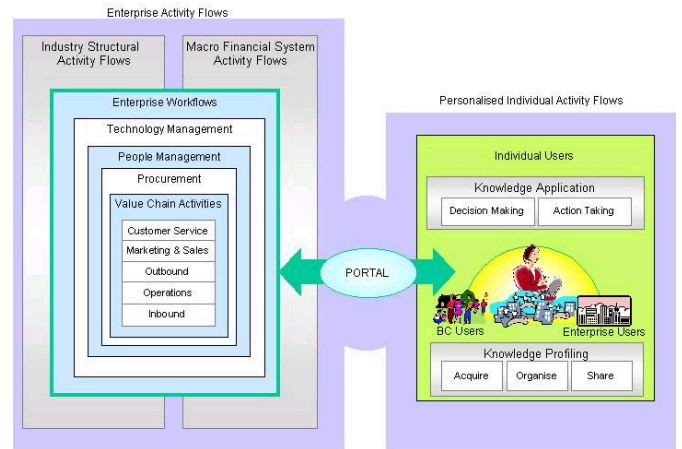 Enterprise Activity Flows
Industry Structural
Activity Flows
Macro Financial System
Activity Flows
Enterprise Workflows
Technology Management
People Management
Procurement
Value Chain Activities
Customer Service
Marketing & Sales
Outbound
Operations
Inbound
PORTAL
Personalised Individual Activity Flows
Individual Users
Knowledge Application
Decision Making
Action Taking
BC Users
Enterprise Users
Knowledge Profiling
Acquire
Organise
Share